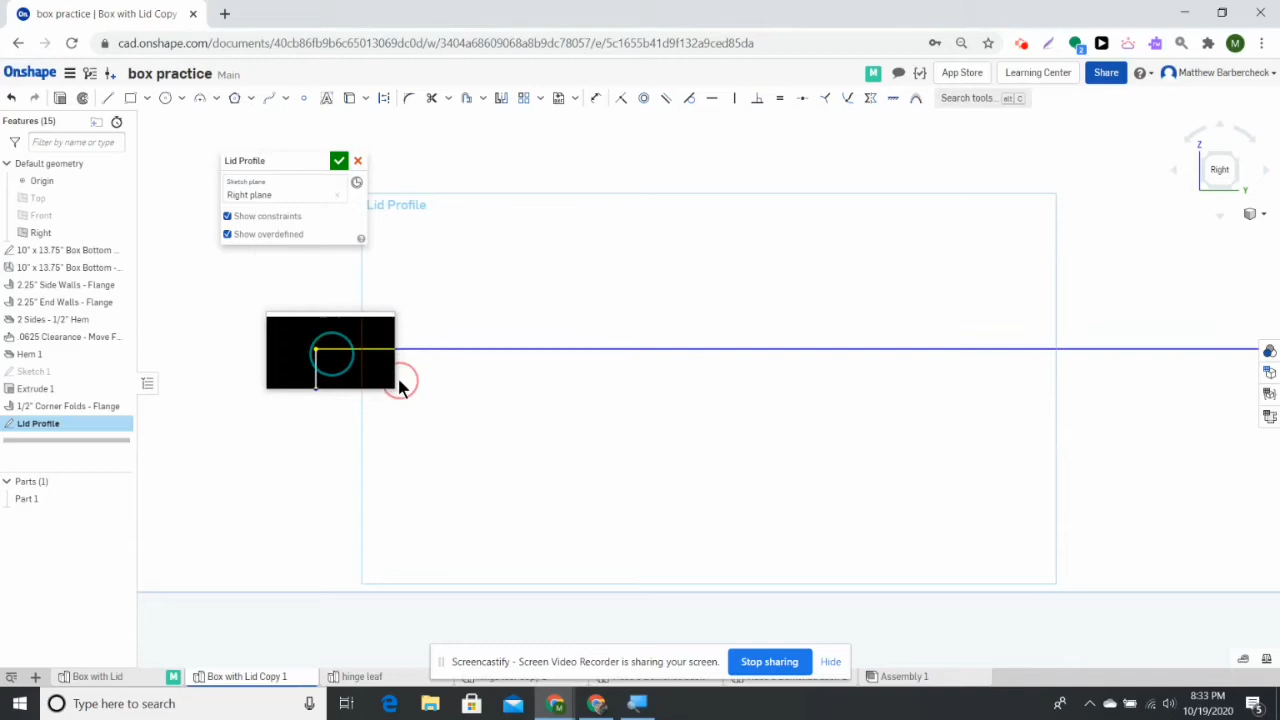 box practice | Box with Lid Copy
cad.onshape.com/documents/40cb86fb9b6c65013069dc0d/w/3404a68609068a8b9dc78057/e/5c1655b41d9f132a9ced85da
2
M
Onshape
box practice Main
M
App Store
Learning Center
Share
Matthew Barbercheck
Search tools... alt C
Features (15)
Filter by name or type
Default geometry
Origin
Top
Front
Right
10" x 13.75" Box Bottom ...
10" x 13.75" Box Bottom -...
2.25" Side Walls - Flange
2.25" End Walls - Flange
2 Sides - 1/2" Hem
.0625 Clearance - Move F...
Hem 1
Sketch 1
Extrude 1
1/2" Corner Folds - Flange
Lid Profile
Parts (1)
Part 1
Lid Profile
Sketch plane
Right plane
Show constraints
Show overdefined
Lid Profile
Z
Right
Y
Screencastify - Screen Video Recorder is sharing your screen.
Stop sharing
Hide
Box with Lid
M
Box with Lid Copy 1
hinge leaf
Assembly 1
Type here to search
8:33 PM
10/19/2020
5